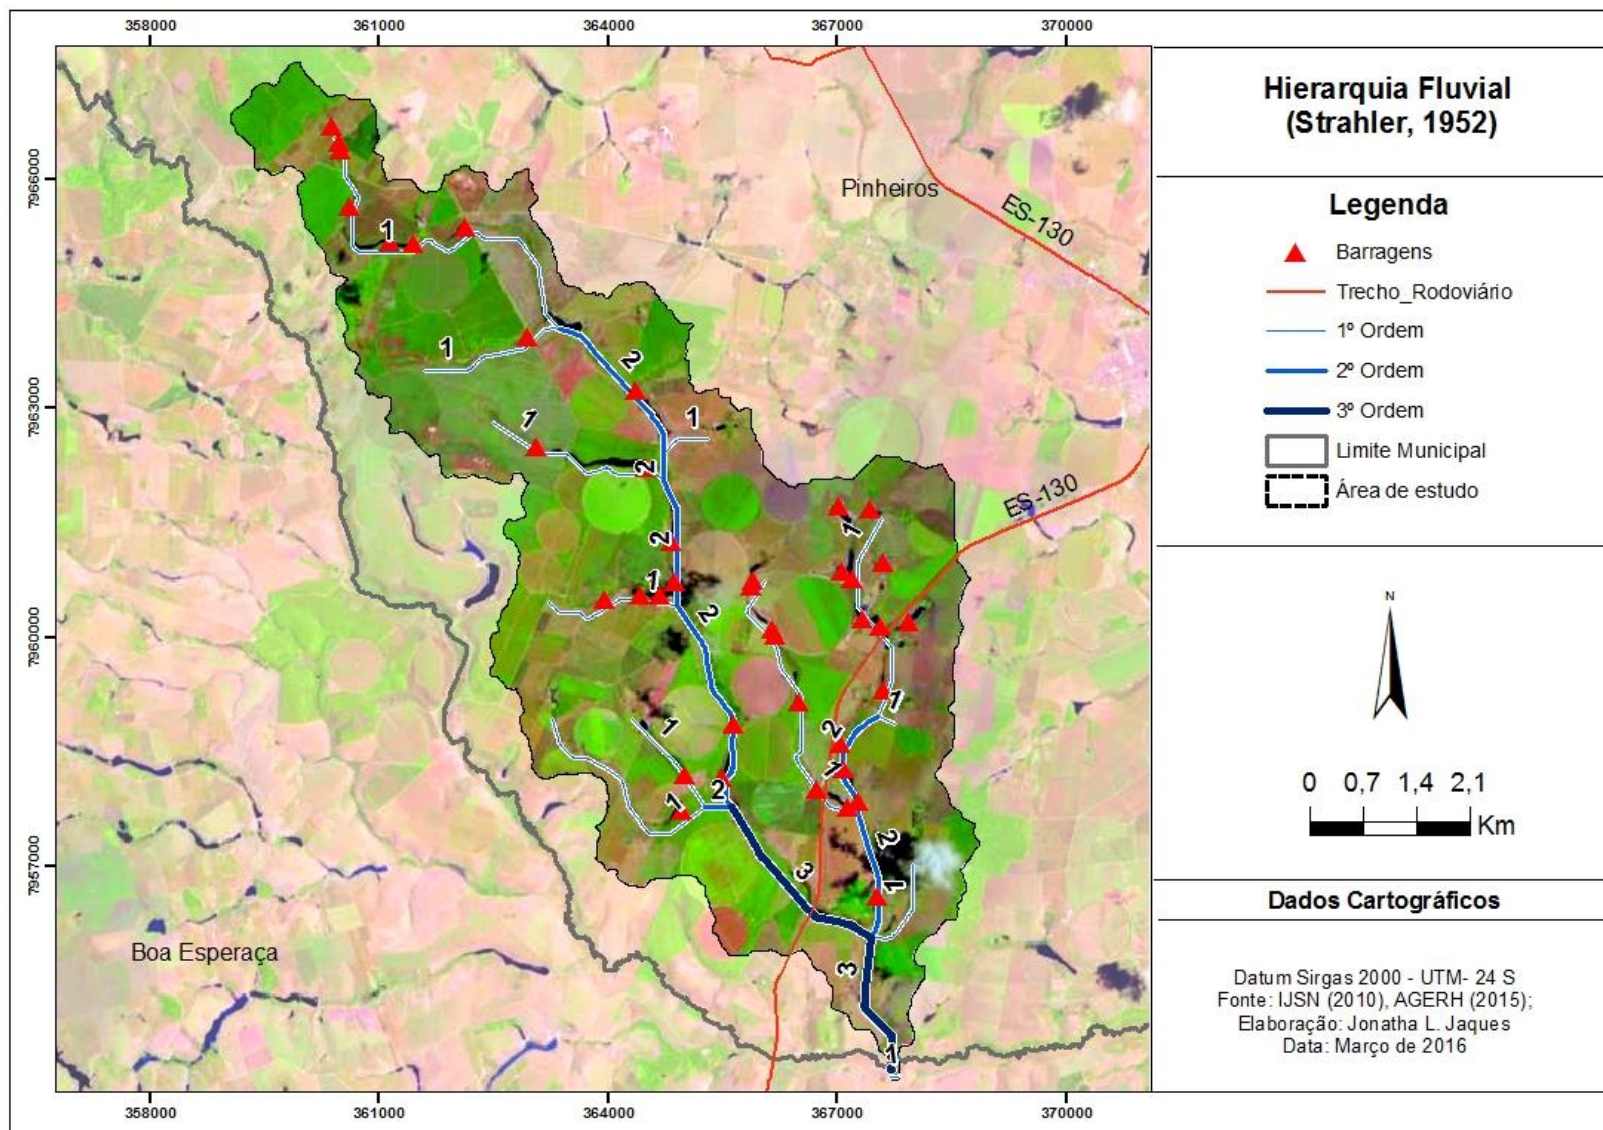 358000
361000
364000
367000
370000
7966000
7963000
7960000
7957000
Pinheiros
ES-130
ES-130
Boa Esperaça
1
1
2
1
1
2
2
1
2
1
1
1
2
1
2
1
2
1
3
3
1
358000
361000
364000
367000
370000
Hierarquia Fluvial
(Strahler, 1952)
Legenda
Barragens
Trecho_Rodoviário
1º Ordem
2º Ordem
3º Ordem
Limite Municipal
Área de estudo
N
0 0,7 1,4 2,1
Km
Dados Cartográficos
Datum Sirgas 2000 - UTM- 24 S
Fonte: IJSN (2010), AGERH (2015);
Elaboração: Jonatha L. Jaques
Data: Março de 2016